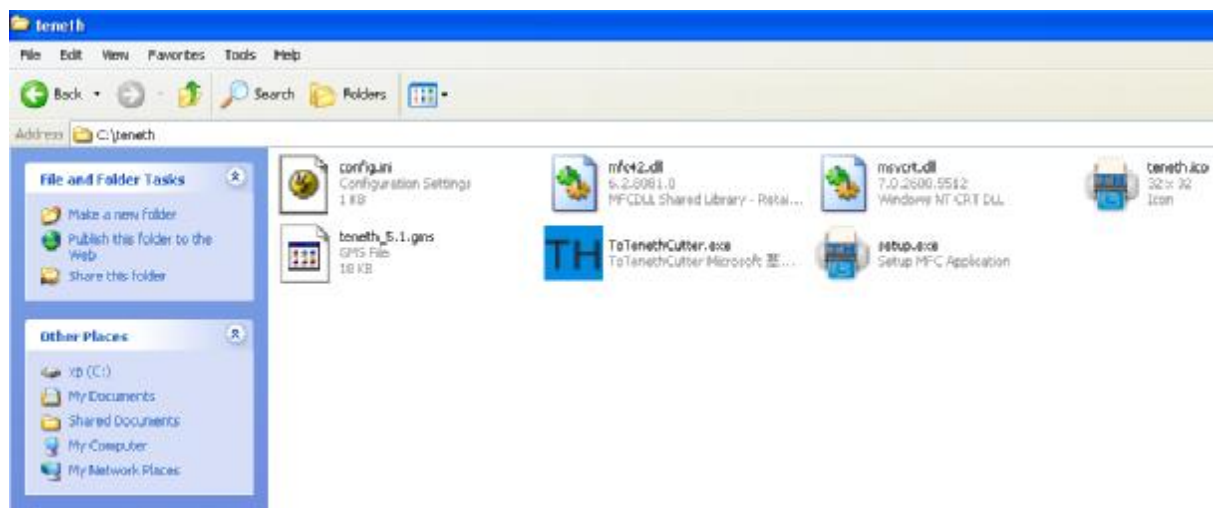 teneth
File Edit View Favorites Tools Help
Back Search Folders
Address C:\teneth
File and Folder Tasks
Make a new folder
Publish this folder to the
Web
Share this folder
Other Places
xp (C:)
My Documents
Shared Documents
My Computer
My Network Places
config.ini
Configuration Settings
1 KB
mfc42.dll
6.2.8081.0
MFCDLL Shared Library - Retai...
msvcrt.dll
7.0.2600.5512
Windows NT CRT DLL
teneth.ico
32 x 32
Icon
teneth_5.1.gms
GMS File
18 KB
TH
ToTenethCutter.exe
ToTenethCutter Microsoft 基...
setup.exe
Setup MFC Application